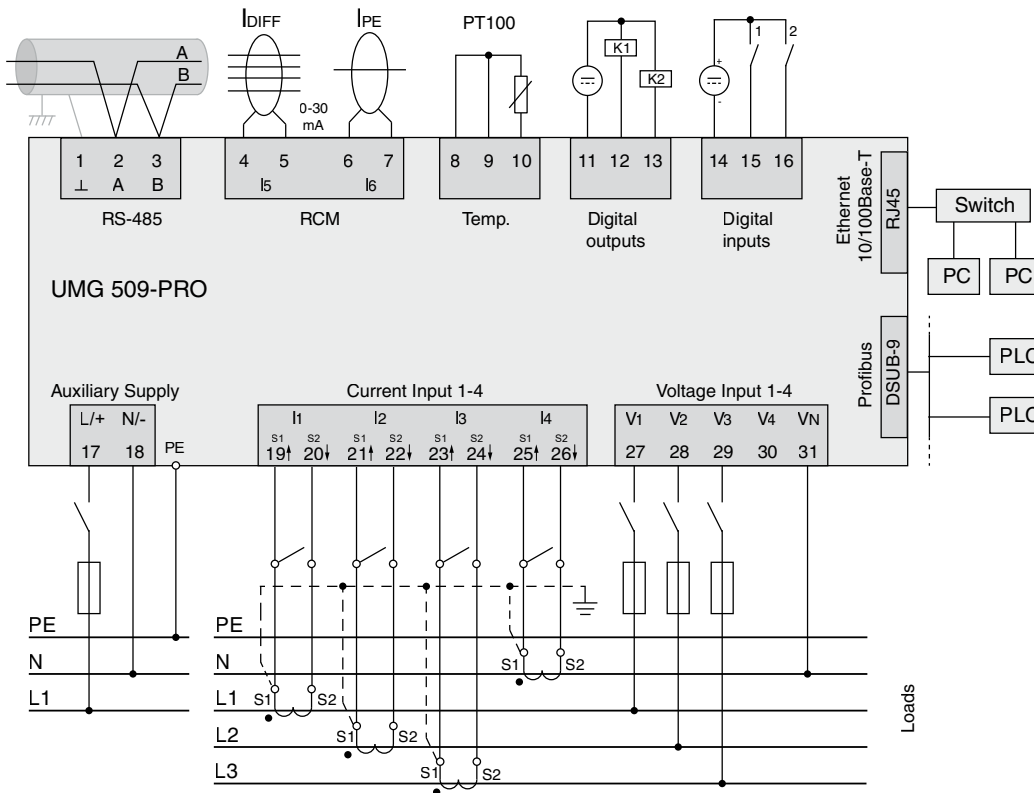 IDIFF IPE PT100
A
B
0-30
mA
K1
K2
1 2
+
-
1 2 3
⊥ A B
4 5 6 7
I5 I6
8 9 10
11 12 13
14 15 16
RS-485 RCM Temp. Digital outputs Digital inputs
Ethernet
10/100Base-T
RJ45
Switch
PC PC
UMG 509-PRO
Profibus
DSUB-9
PLC
PLC
Auxiliary Supply Current Input 1-4 Voltage Input 1-4
L/+ N/-
17 18
PE
I1 I2 I3 I4
S1 S2 S1 S2 S1 S2 S1 S2
19 20 21 22 23 24 25 26
V1 V2 V3 V4 VN
27 28 29 30 31
PE PE
N N
S1 S2
L1 L1
S1 S2
L2
S1 S2
L3
S1 S2
Loads